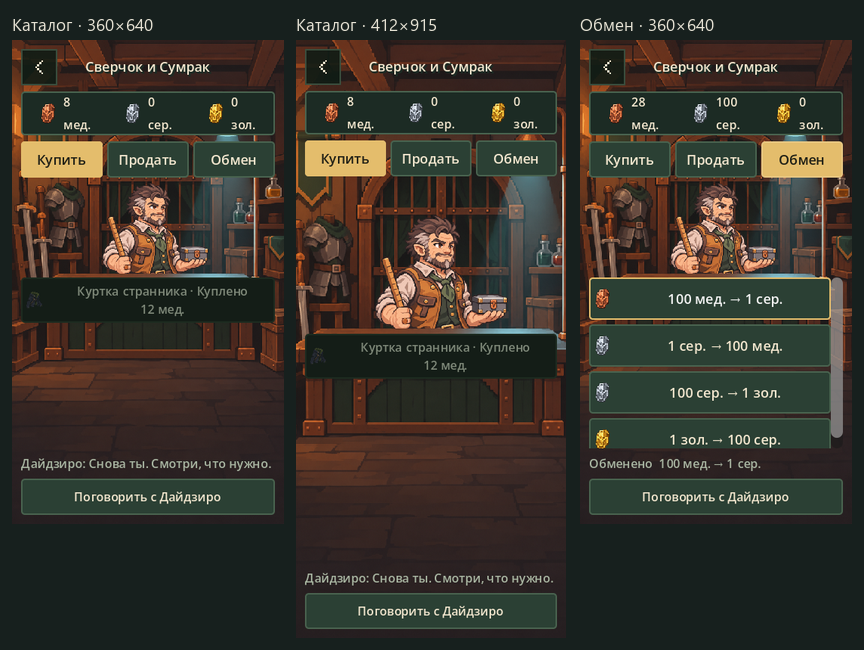 Каталог · 360×640
Сверчок и Сумрак
8 мед.
0 сер.
0 зол.
Купить
Продать
Обмен
Куртка странника · Куплено
12 мед.
Дайдзиро: Снова ты. Смотри, что нужно.
Поговорить с Дайдзиро
Каталог · 412×915
Сверчок и Сумрак
8 мед.
0 сер.
0 зол.
Купить
Продать
Обмен
Куртка странника · Куплено
12 мед.
Дайдзиро: Снова ты. Смотри, что нужно.
Поговорить с Дайдзиро
Обмен · 360×640
Сверчок и Сумрак
28 мед.
100 сер.
0 зол.
Купить
Продать
Обмен
100 мед. → 1 сер.
1 сер. → 100 мед.
100 сер. → 1 зол.
1 зол. → 100 сер.
Обменено 100 мед. → 1 сер.
Поговорить с Дайдзиро